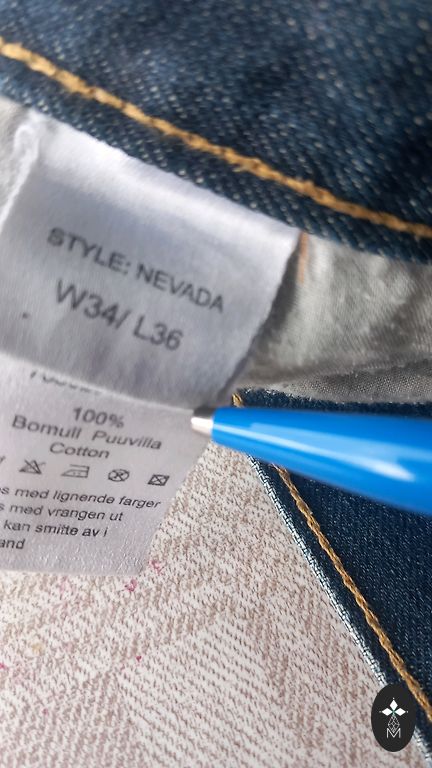 STYLE: NEVADA
W34/ L36
100%
Bomull Puuvilla
Cotton
med lignende farger
med vrangen ut
kan smitte av i
M